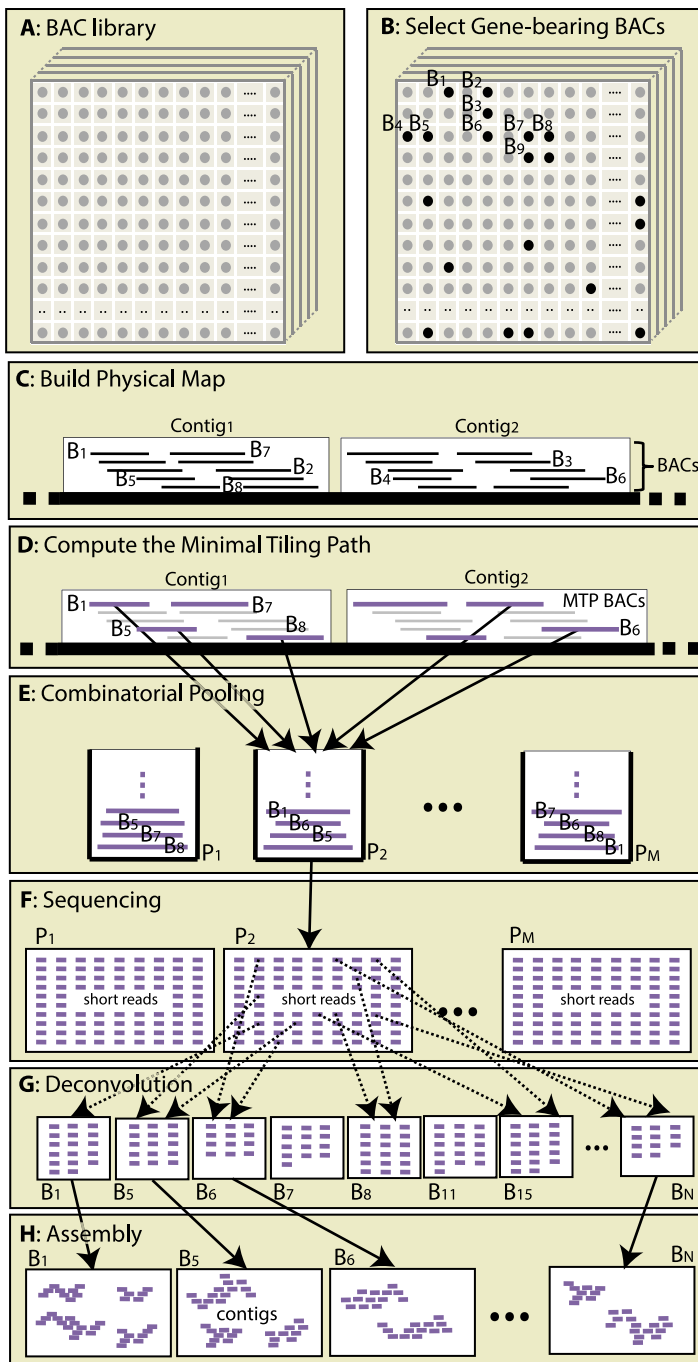 A: BAC library
B: Select Gene-bearing BACs
B1 B2
B3
B4 B5 B6 B7 B8
B9
C: Build Physical Map
Contig1 Contig2
B1 B7 B3
B5 B2 B4 B6
B8
BACs
D: Compute the Minimal Tiling Path
Contig1 Contig2
B1 B7 MTP BACs
B5 B8 B6
E: Combinatorial Pooling
B5
B7
B8
P1
B1
B6
B5
P2
B7
B6
B8
B1
PM
F: Sequencing
P1 P2 PM
short reads short reads short reads
G: Deconvolution
B1 B5 B6 B7 B8 B11 B15 BN
H: Assembly
B1 B5 B6 BN
contigs